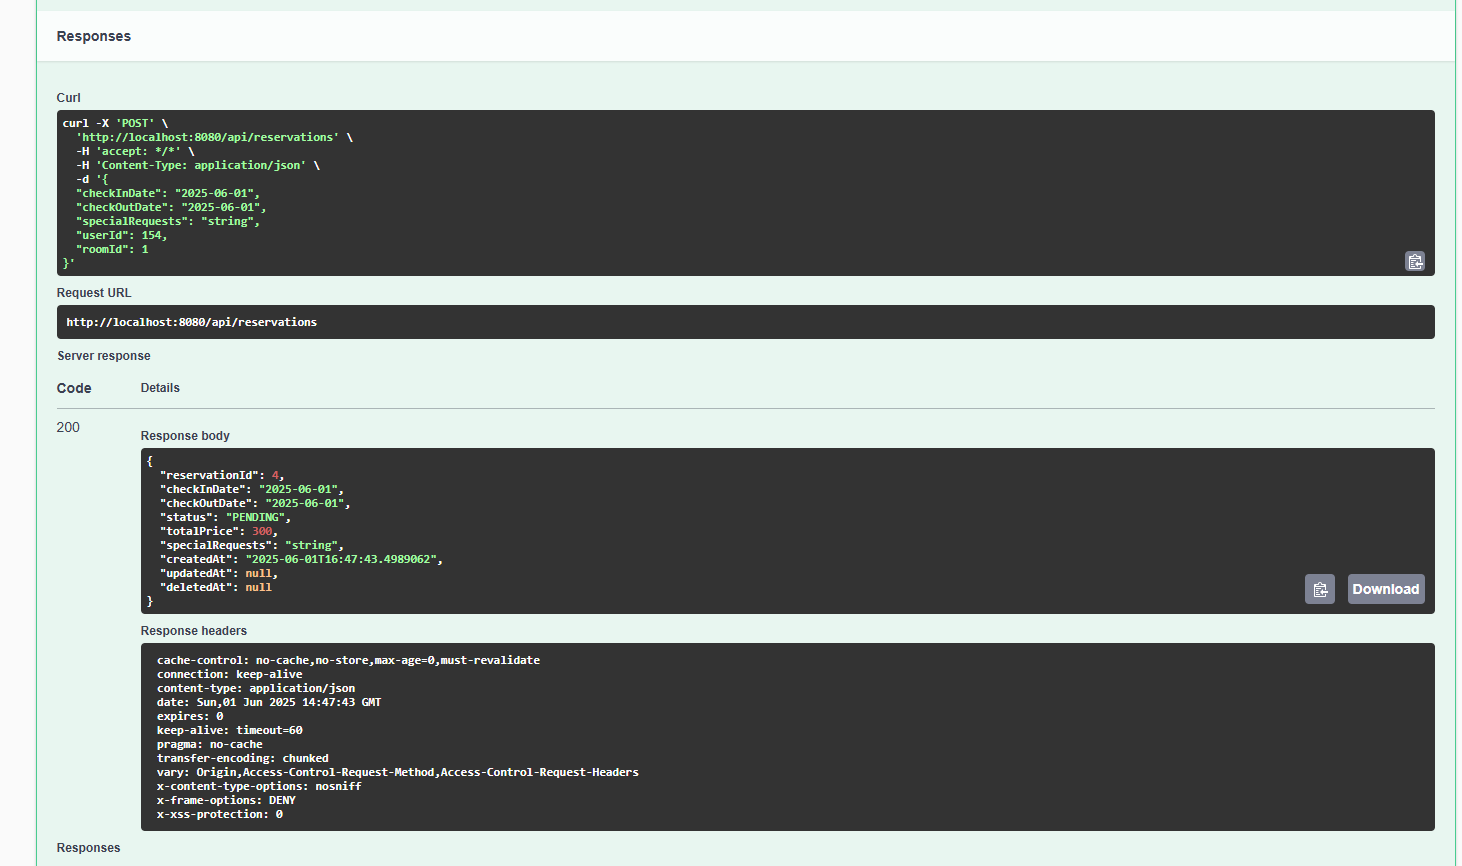 Responses
Curl
curl -X 'POST' \
  'http://localhost:8080/api/reservations' \
  -H 'accept: */*' \
  -H 'Content-Type: application/json' \
  -d '{
  "checkInDate": "2025-06-01",
  "checkOutDate": "2025-06-01",
  "specialRequests": "string",
  "userId": 154,
  "roomId": 1
}'
Request URL
http://localhost:8080/api/reservations
Server response
Code Details
200
Response body
{
  "reservationId": 4,
  "checkInDate": "2025-06-01",
  "checkOutDate": "2025-06-01",
  "status": "PENDING",
  "totalPrice": 300,
  "specialRequests": "string",
  "createdAt": "2025-06-01T16:47:43.4989062",
  "updatedAt": null,
  "deletedAt": null
}
Download
Response headers
cache-control: no-cache,no-store,max-age=0,must-revalidate
connection: keep-alive
content-type: application/json
date: Sun,01 Jun 2025 14:47:43 GMT
expires: 0
keep-alive: timeout=60
pragma: no-cache
transfer-encoding: chunked
vary: Origin,Access-Control-Request-Method,Access-Control-Request-Headers
x-content-type-options: nosniff
x-frame-options: DENY
x-xss-protection: 0
Responses